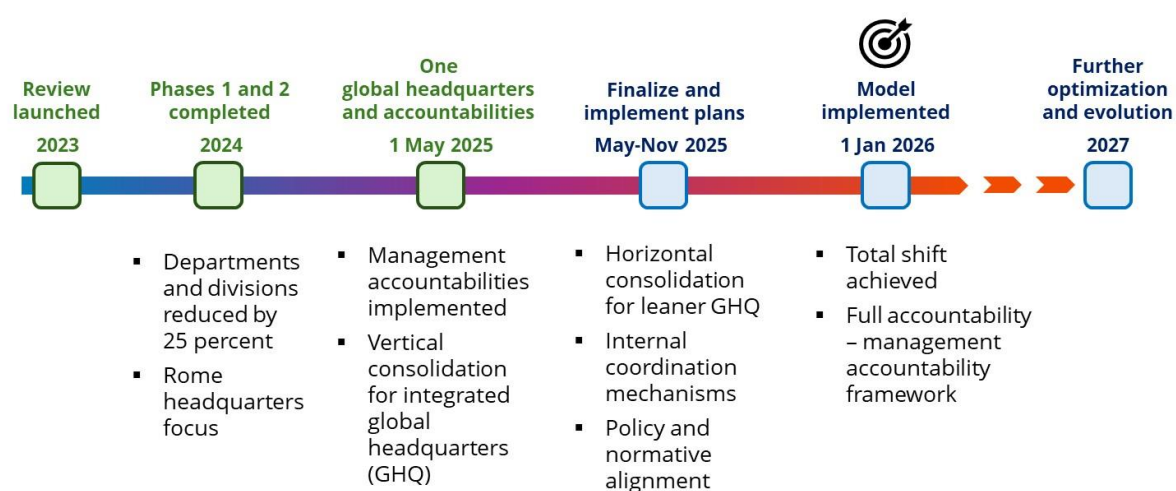 Review
launched
2023
Phases 1 and 2
completed
2024
One
global headquarters
and accountabilities
1 May 2025
Finalize and
implement plans
May-Nov 2025
Model
implemented
1 Jan 2026
Further
optimization
and evolution
2027
▪ Departments
and divisions
reduced by
25 percent
▪ Rome
headquarters
focus
▪ Management
accountabilities
implemented
▪ Vertical
consolidation
for integrated
global
headquarters
(GHQ)
▪ Horizontal
consolidation
for leaner GHQ
▪ Internal
coordination
mechanisms
▪ Policy and
normative
alignment
▪ Total shift
achieved
▪ Full accountability
– management
accountability
framework